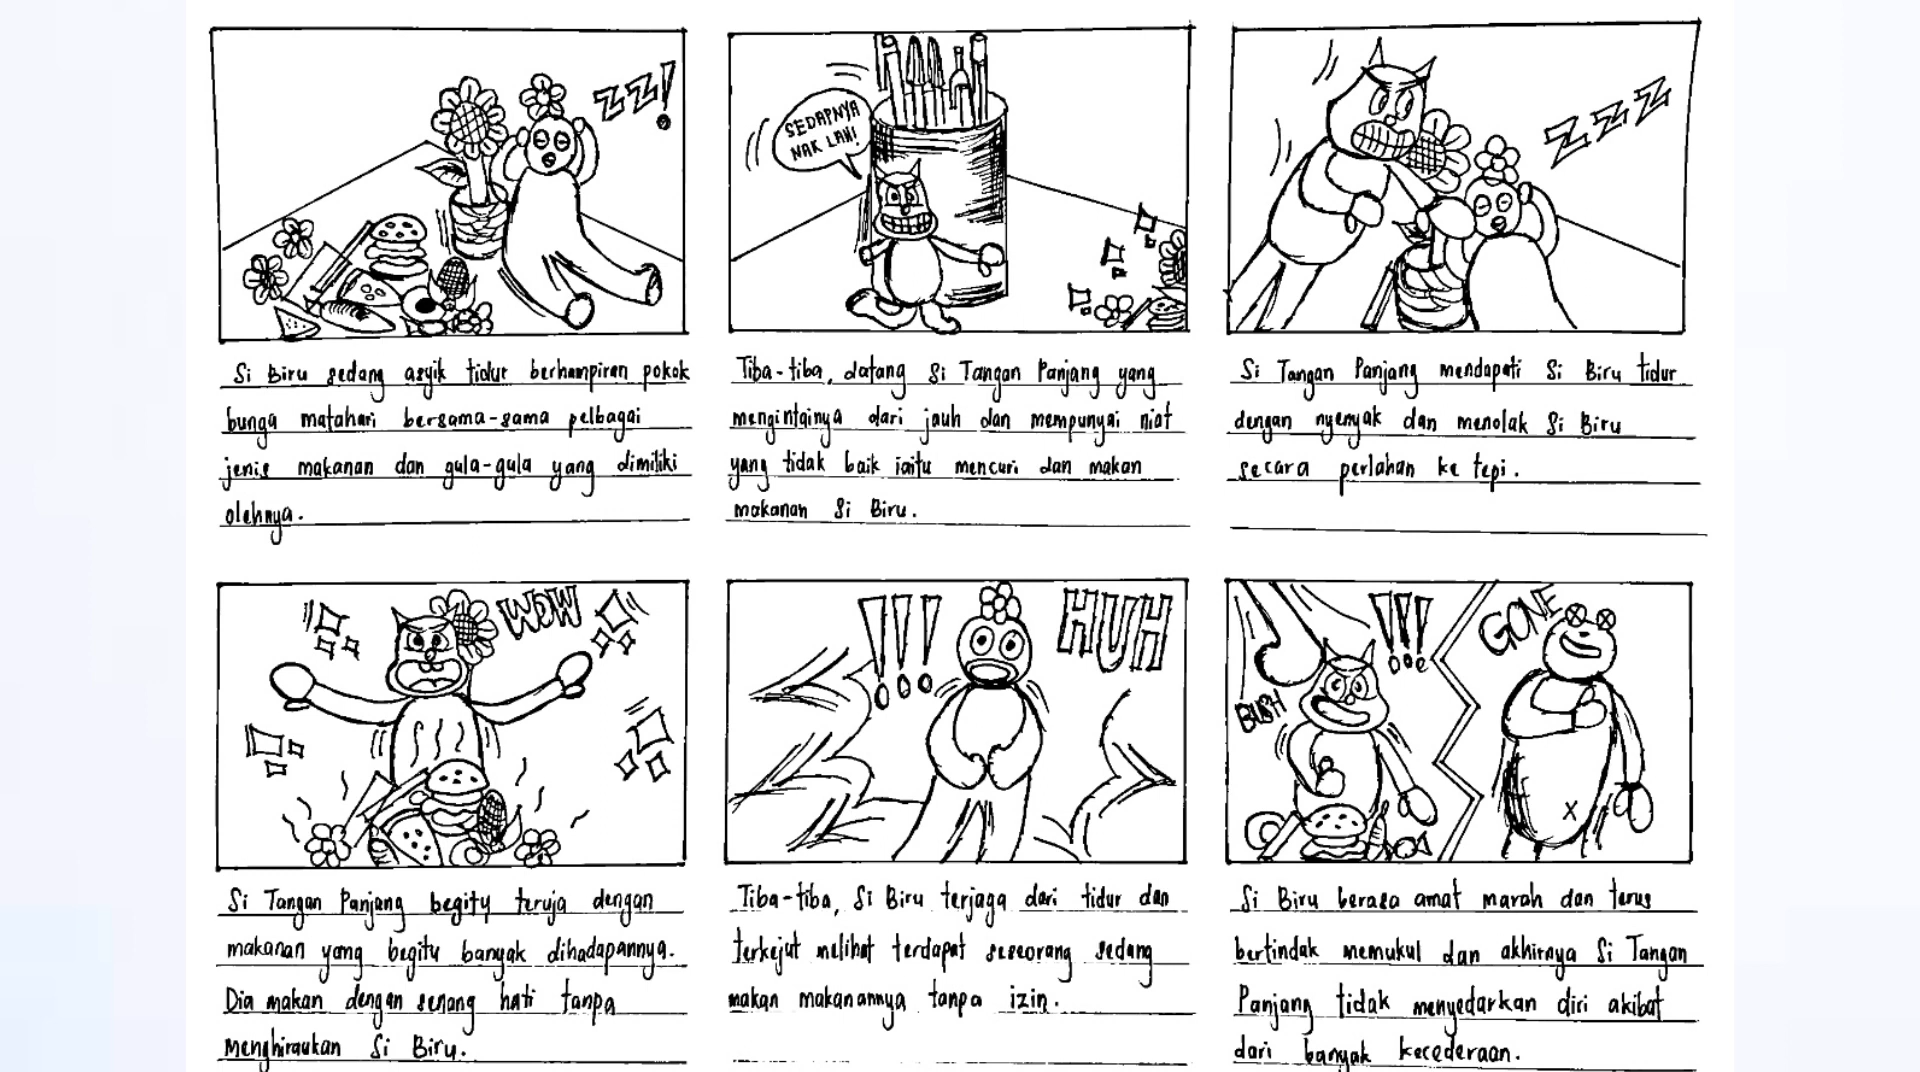 ZZ!
SEDAPNYA
NAK LAH!
ZZZ
Si Biru sedang asyik tidur berhampiran pokok
bunga matahari bersama-sama pelbagai
jenis makanan dan gula-gula yang dimiliki
olehnya.
Tiba-tiba, datang Si Tangan Panjang yang
mengintainya dari jauh dan mempunyai niat
yang tidak baik iaitu mencuri dan makan
makanan Si Biru.
Si Tangan Panjang mendapati Si Biru tidur
dengan nyenyak dan menolak Si Biru
secara perlahan ke tepi.
WOW
!!! HUH
!!!
BUSH
GONE
X
Si Tangan Panjang begity teruja dengan
makanan yang begitu banyak dihadapannya.
Dia makan dengan senang hati tanpa
menghiraukan Si Biru.
Tiba-tiba, Si Biru terjaga dari tidur dan
terkejut melihat terdapat seseorang sedang
makan makanannya tanpa izin.
Si Biru berasa amat marah dan terus
bertindak memukul dan akhirnya Si Tangan
Panjang tidak menyedarkan diri akibat
dari banyak kecederaan.